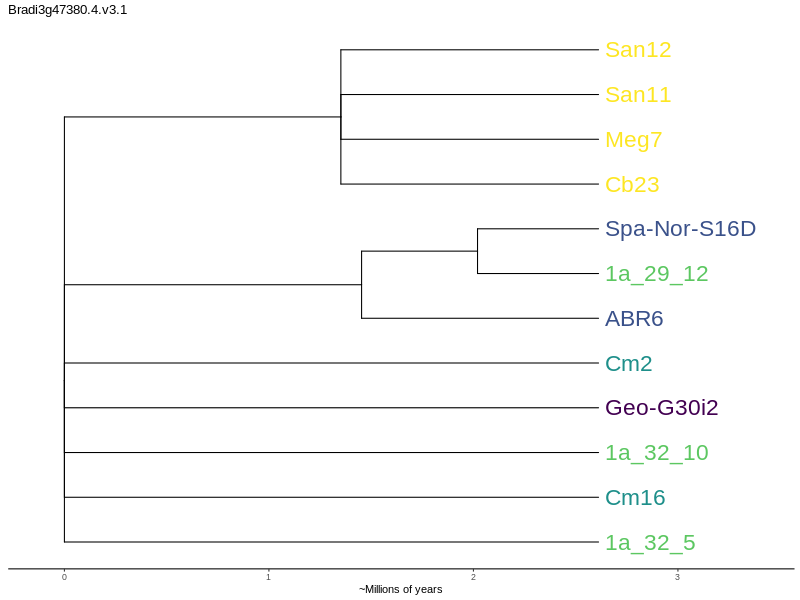 Bradi3g47380.4.v3.1
San12
San11
Meg7
Cb23
Spa-Nor-S16D
1a_29_12
ABR6
Cm2
Geo-G30i2
1a_32_10
Cm16
1a_32_5
0 1 2 3
~Millions of years